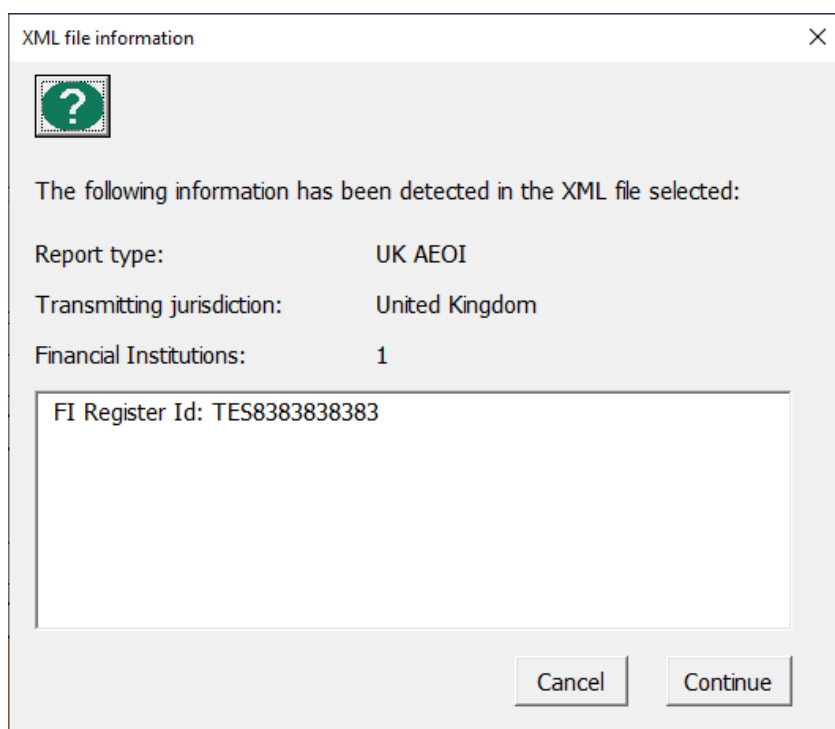 XML file information
?
The following information has been detected in the XML file selected:
Report type: UK AEOI
Transmitting jurisdiction: United Kingdom
Financial Institutions: 1
FI Register Id: TES8383838383
Cancel Continue